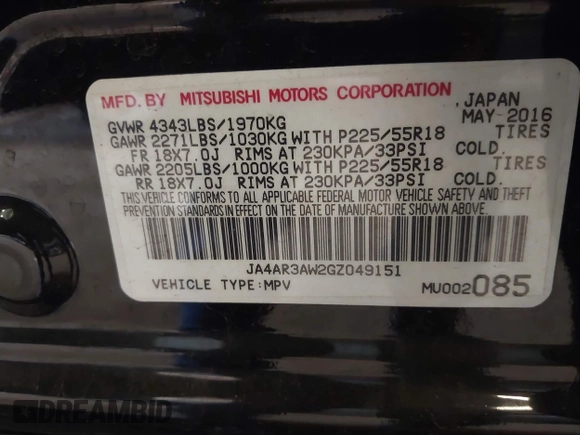 MFD. BY MITSUBISHI MOTORS CORPORATION ,JAPAN
GVWR 4343LBS/1970KG MAY-2016
GAWR 2271LBS/1030KG WITH P225/55R18 TIRES
FR 18X7.0J RIMS AT 230KPA/33PSI COLD.
GAWR 2205LBS/1000KG WITH P225/55R18 TIRES
RR 18X7.0J RIMS AT 230KPA/33PSI COLD.
THIS VEHICLE CONFORMS TO ALL APPLICABLE FEDERAL MOTOR VEHICLE SAFETY AND THEFT
PREVENTION STANDARDS IN EFFECT ON THE DATE OF MANUFACTURE SHOWN ABOVE.
JA4AR3AW2GZ049151
VEHICLE TYPE:MPV MU002085
DREAMBID